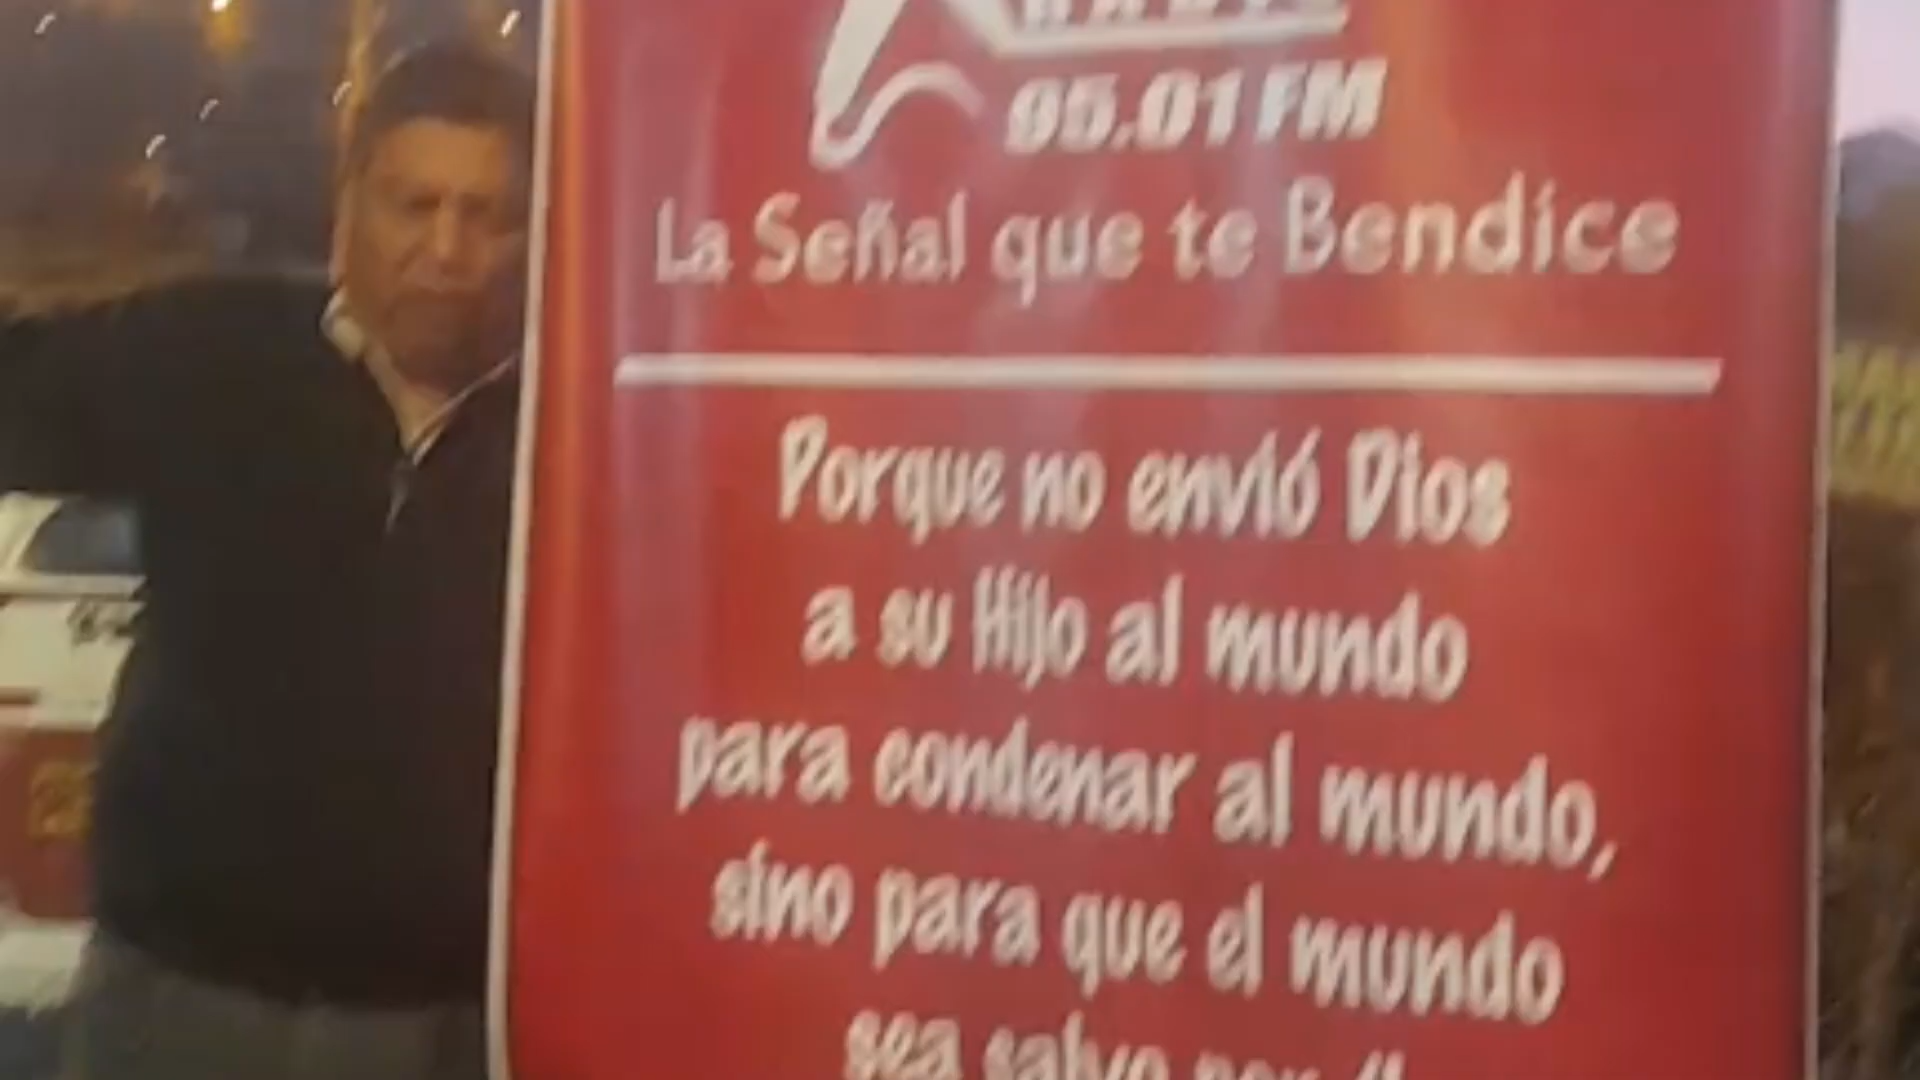 RADIO
95.01 FM
La Señal que te Bendice
Porque no envió Dios
a su Hijo al mundo
para condenar al mundo,
sino para que el mundo
sea salvo por él